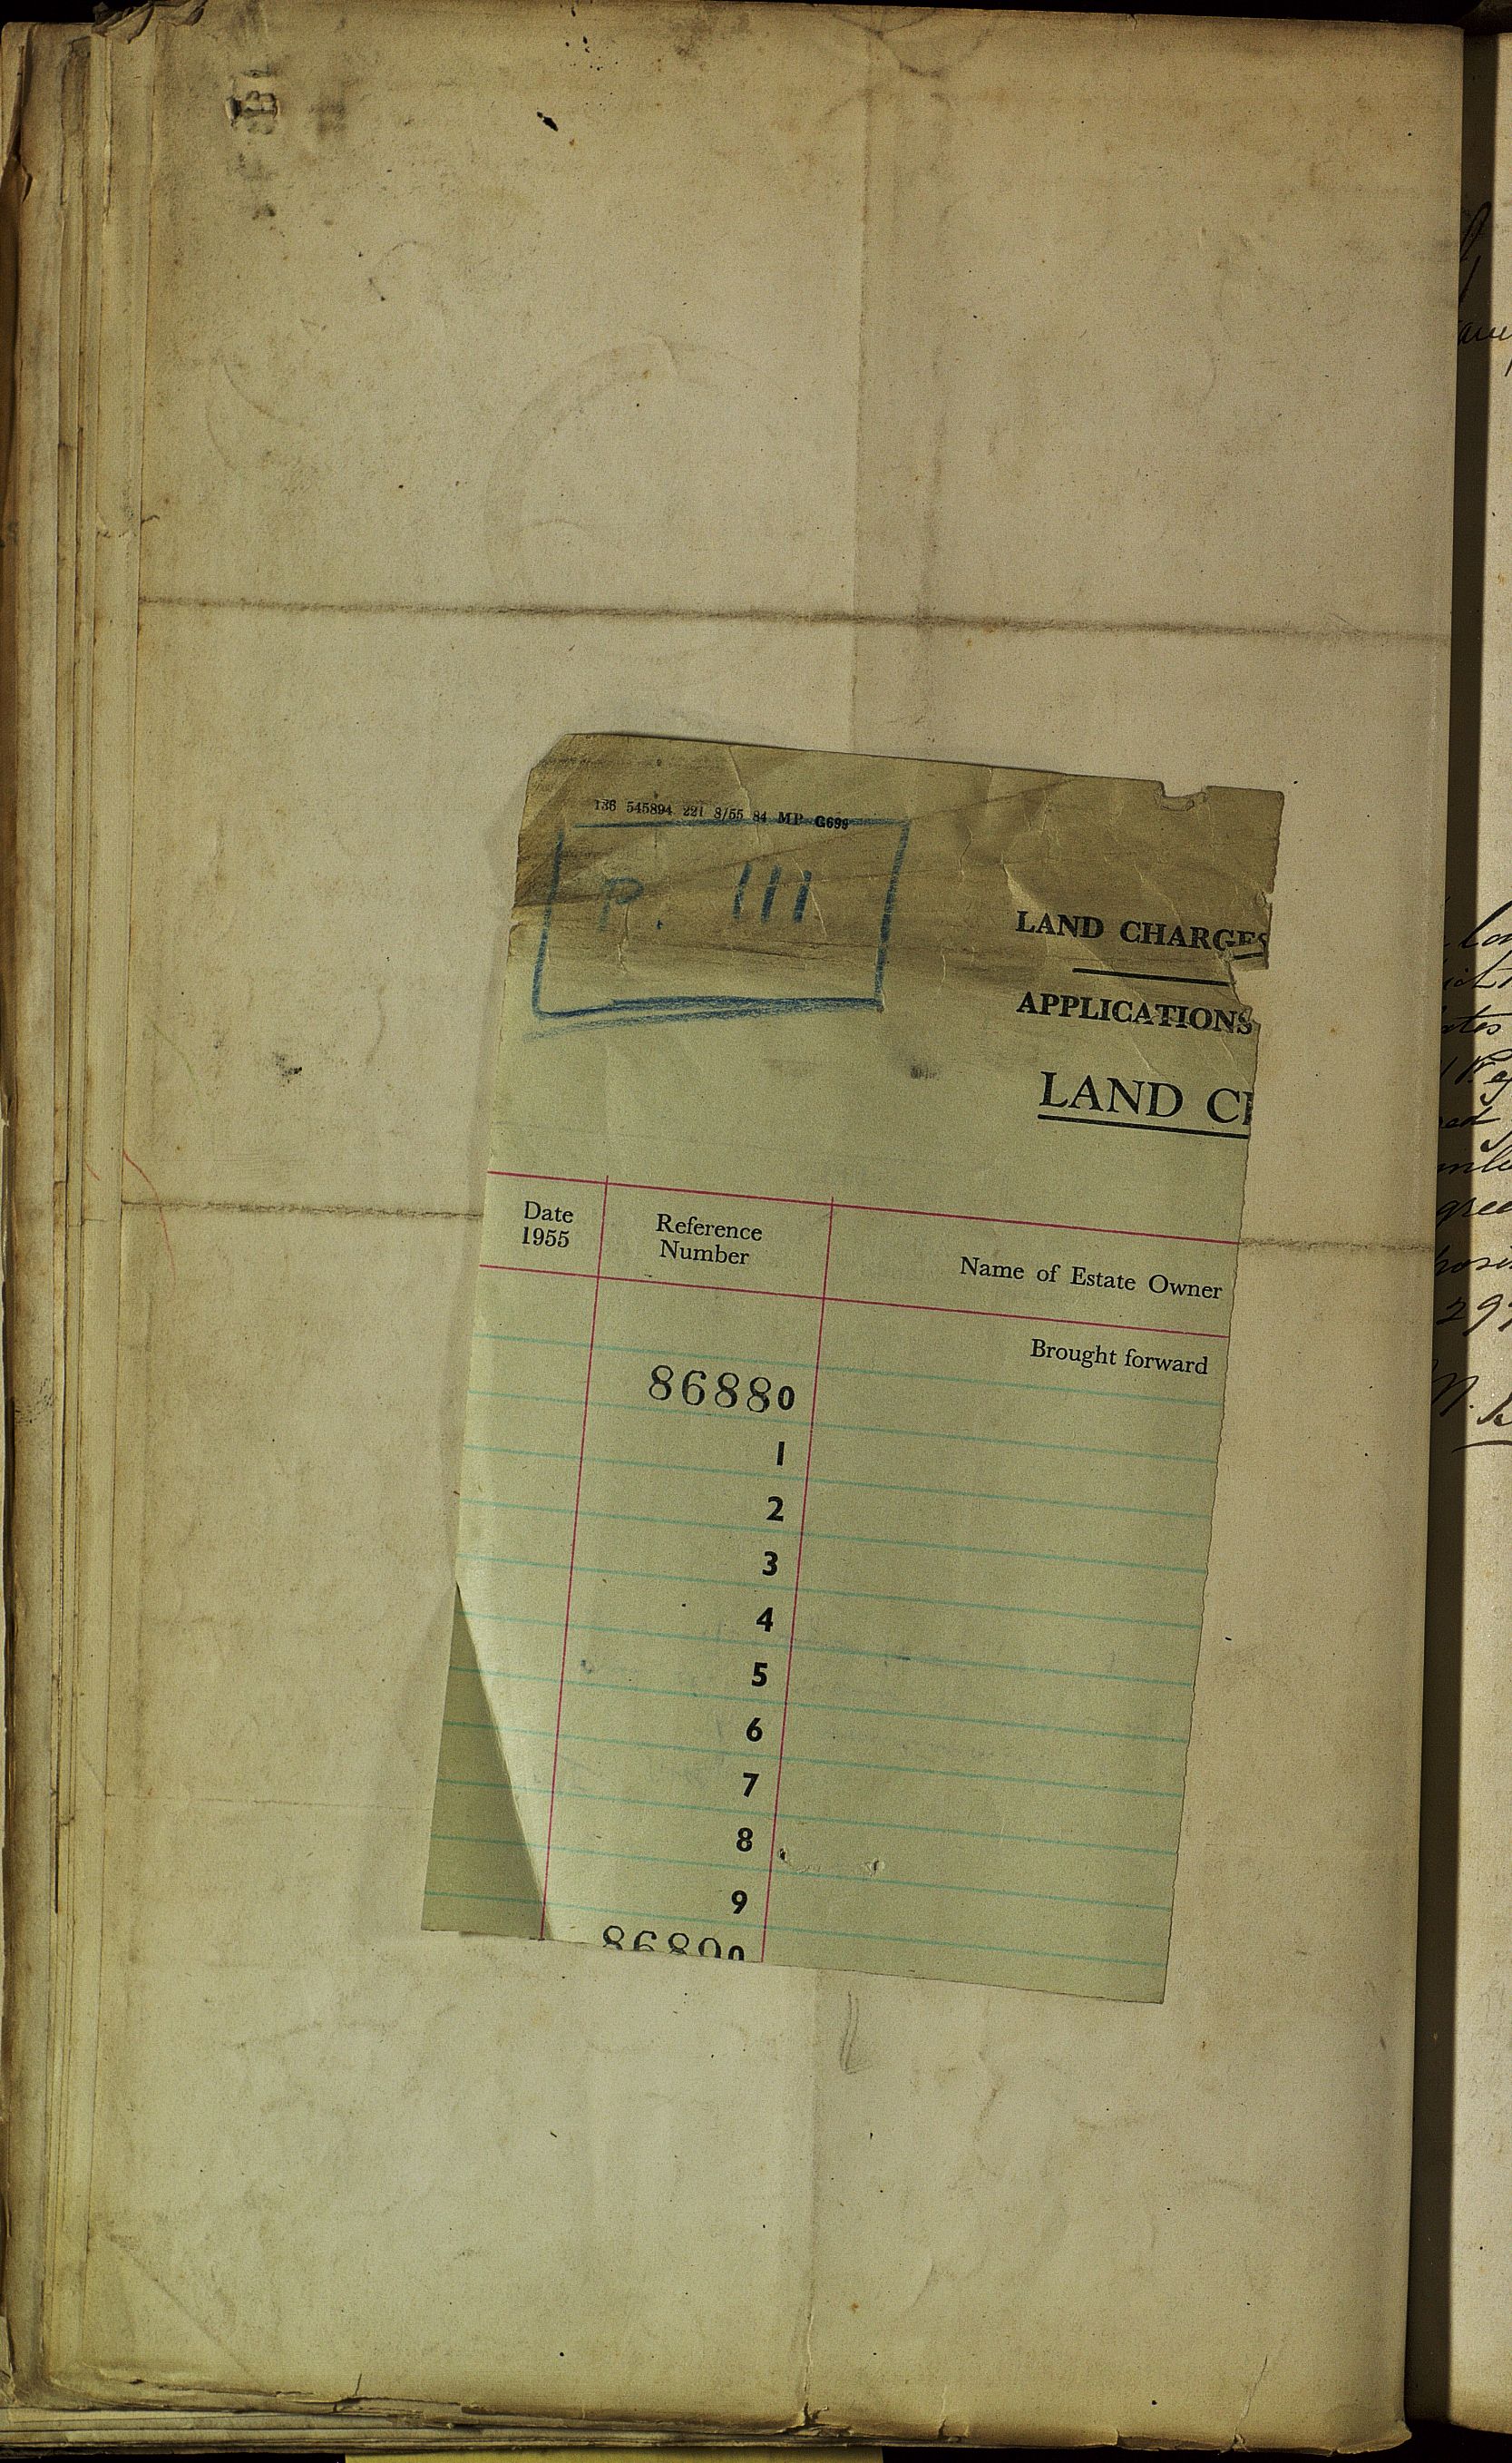 136 545894 221 8/55 84 MP G699
P. 111
LAND CHARGES
APPLICATIONS
LAND
Date
1955
Reference
Number
Name of Estate Owner
Brought forward
86880
1
2
3
4
5
6
7
8
9
86890